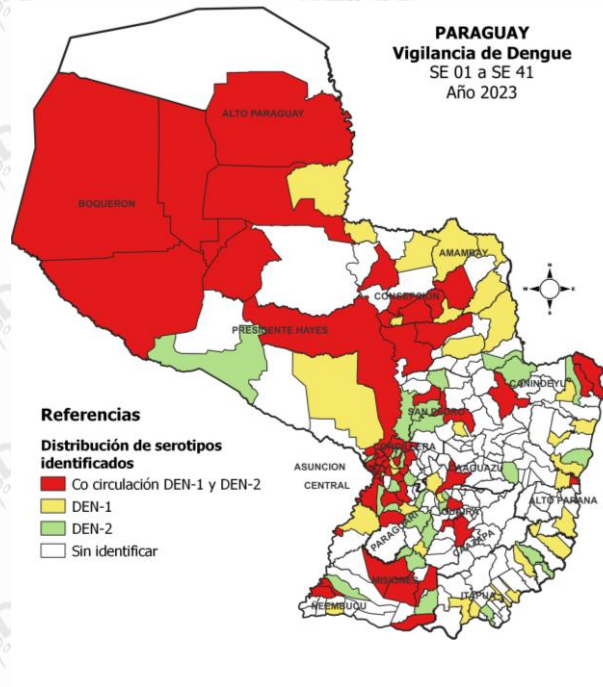 PARAGUAY
Vigilancia de Dengue
SE 01 a SE 41
Año 2023
ALTO PARAGUAY
BOQUERON
AMAMBAY
CONCEPCION
PRESIDENTE HAYES
CANINDEYU
SAN PEDRO
Referencias
Distribución de serotipos
identificados
Co circulación DEN-1 y DEN-2
DEN-1
DEN-2
Sin identificar
ASUNCION
CENTRAL
CAAGUAZU
ALTO PARANA
GUAIRA
PARAGUARI
CAAZAPA
MISIONES
ITAPUA
ÑEEMBUCU